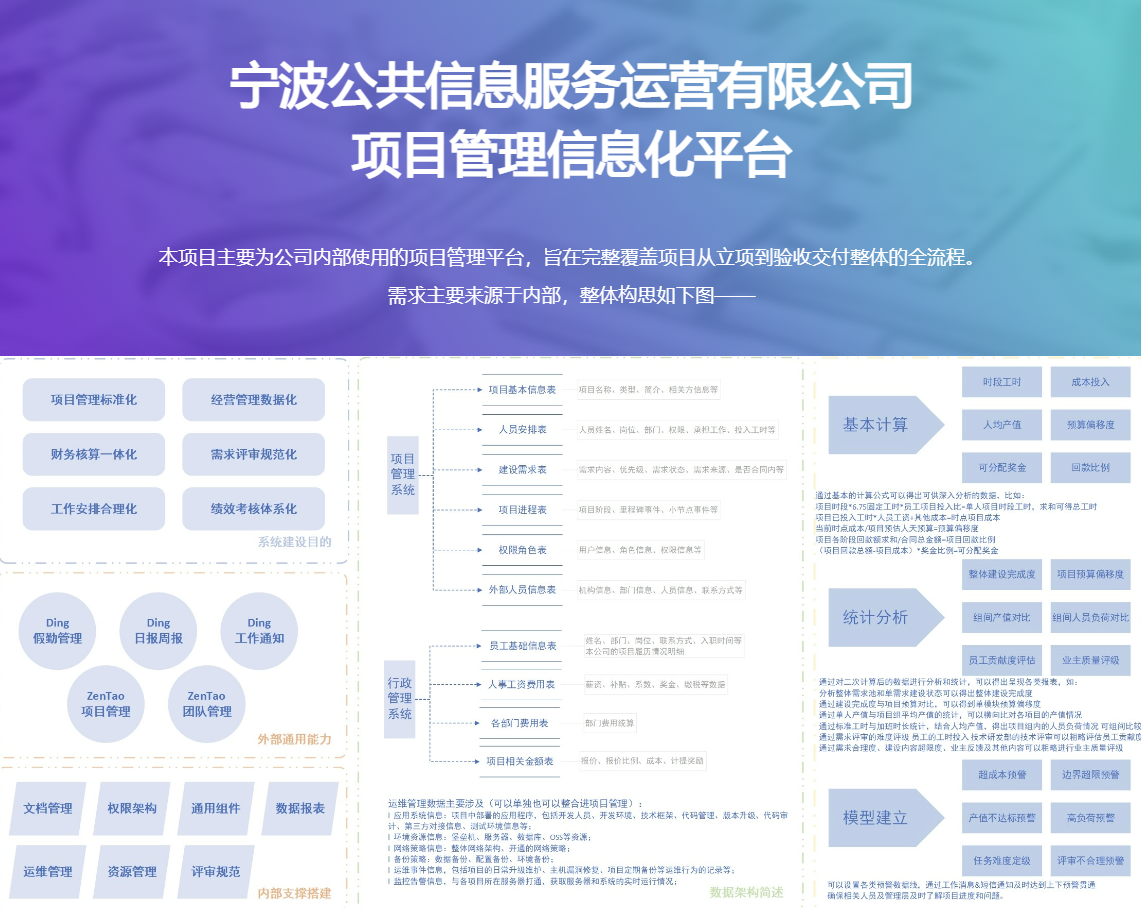 宁波公共信息服务运营有限公司
项目管理信息化平台
本项目主要为公司内部使用的项目管理平台，旨在完整覆盖项目从立项到验收交付整体的全流程。
需求主要来源于内部，整体构思如下图——
项目管理标准化
经营管理数据化
财务核算一体化
需求评审规范化
工作安排合理化
绩效考核体系化
系统建设目的
Ding
假勤管理
Ding
日报周报
Ding
工作通知
ZenTao
项目管理
ZenTao
团队管理
外部通用能力
文档管理
权限架构
通用组件
数据报表
运维管理
资源管理
评审规范
内部支撑搭建
项目
管理
系统
项目基本信息表
项目名称、类型、简介、相关方信息等
人员安排表
人员姓名、岗位、部门、权限、承担工作、投入工时等
建设需求表
需求内容、优先级、需求状态、需求来源、是否合同内等
项目进程表
项目阶段、里程碑事件、小节点事件等
权限角色表
用户信息、角色信息、权限信息等
外部人员信息表
机构信息、部门信息、人员信息、联系方式等
行政
管理
系统
员工基础信息表
姓名、部门、岗位、联系方式、入职时间等
本公司的项目履历情况明细
人事工资费用表
薪资、补贴、系数、奖金、缴税等数据
各部门费用表
部门费用统算
项目相关金额表
报价、报价比例、成本、计提奖励
运维管理数据主要涉及（可以单独也可以整合进项目管理）：
l 应用系统信息：项目中部署的应用程序，包括开发人员、开发环境、技术框架、代码管理、版本升级、代码审
计、第三方对接信息、测试环境信息等；
l 环境资源信息：堡垒机、服务器、数据库、OSS等资源；
l 网络策略信息：整体网络架构、开通的网络策略；
l 备份策略：数据备份、配置备份、环境备份；
l 运维事件信息，包括项目的日常升级维护、主机漏洞修复、项目定期备份等运维行为的记录等；
l 监控告警信息，与各项目所在服务器打通，获取服务器和系统的实时运行情况；
数据架构简述
基本计算
时段工时
成本投入
人均产值
预算偏移度
可分配奖金
回款比例
通过基本的计算公式可以得出可供深入分析的数据，比如：
项目时段*6.75固定工时*员工项目投入比=单人项目时段工时，求和可得总工时
项目已投入工时*人员工资+其他成本=时点项目成本
当前时点成本/项目预估人天预算=预算偏移度
项目各阶段回款额求和/合同总金额=项目回款比例
（项目回款总额-项目成本）*奖金比例=可分配奖金
统计分析
整体建设完成度
项目预算偏移度
组间产值对比
组间人员负荷对比
员工贡献度评估
业主质量评级
通过对二次计算后的数据进行分析和统计，可以得出呈现各类报表，如：
分析整体需求池和单需求建设状态可以得出整体建设完成度
通过建设完成度与项目预算对比，可以得到单模块预算偏移度
通过单人产值与项目组平均产值的统计，可以横向比对各项目的产值情况
通过标准工时与加班时长统计，结合人均产值，得出项目组内的人员负荷情况 可组间比较
通过需求评审的难度评级 员工的工时投入 技术研发部的技术评审可以粗略评估员工贡献度
通过需求合理度、建设内容超限度、业主反馈及其他内容可以粗略进行业主质量评级
模型建立
超成本预警
边界超限预警
产值不达标预警
高负荷预警
任务难度定级
评审不合理预警
可以设置各类预警数据线，通过工作消息&短信通知及时达到上下预警贯通
确保相关人员及管理层及时了解项目进度和问题。